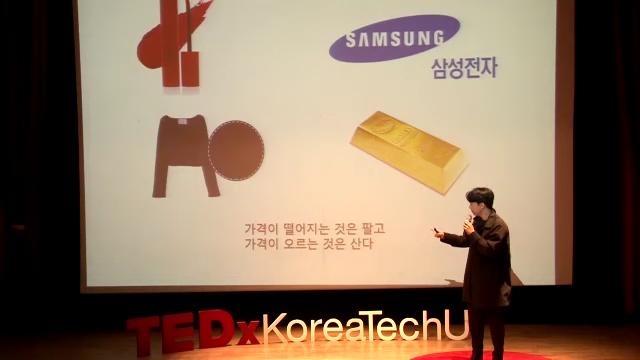 SAMSUNG
삼성전자
가격이 떨어지는 것은 팔고
가격이 오르는 것은 산다
TEDxKoreaTechU